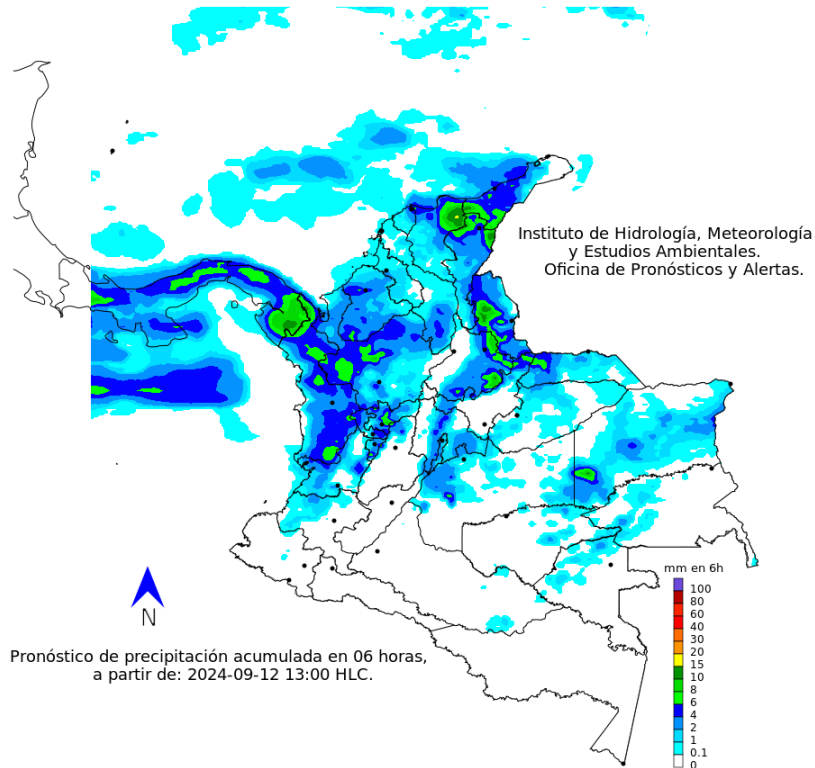 Instituto de Hidrología, Meteorología
y Estudios Ambientales.
Oficina de Pronósticos y Alertas.
mm en 6h
100
80
60
40
30
20
15
10
8
6
4
2
1
0.1
0
N
Pronóstico de precipitación acumulada en 06 horas,
a partir de: 2024-09-12 13:00 HLC.